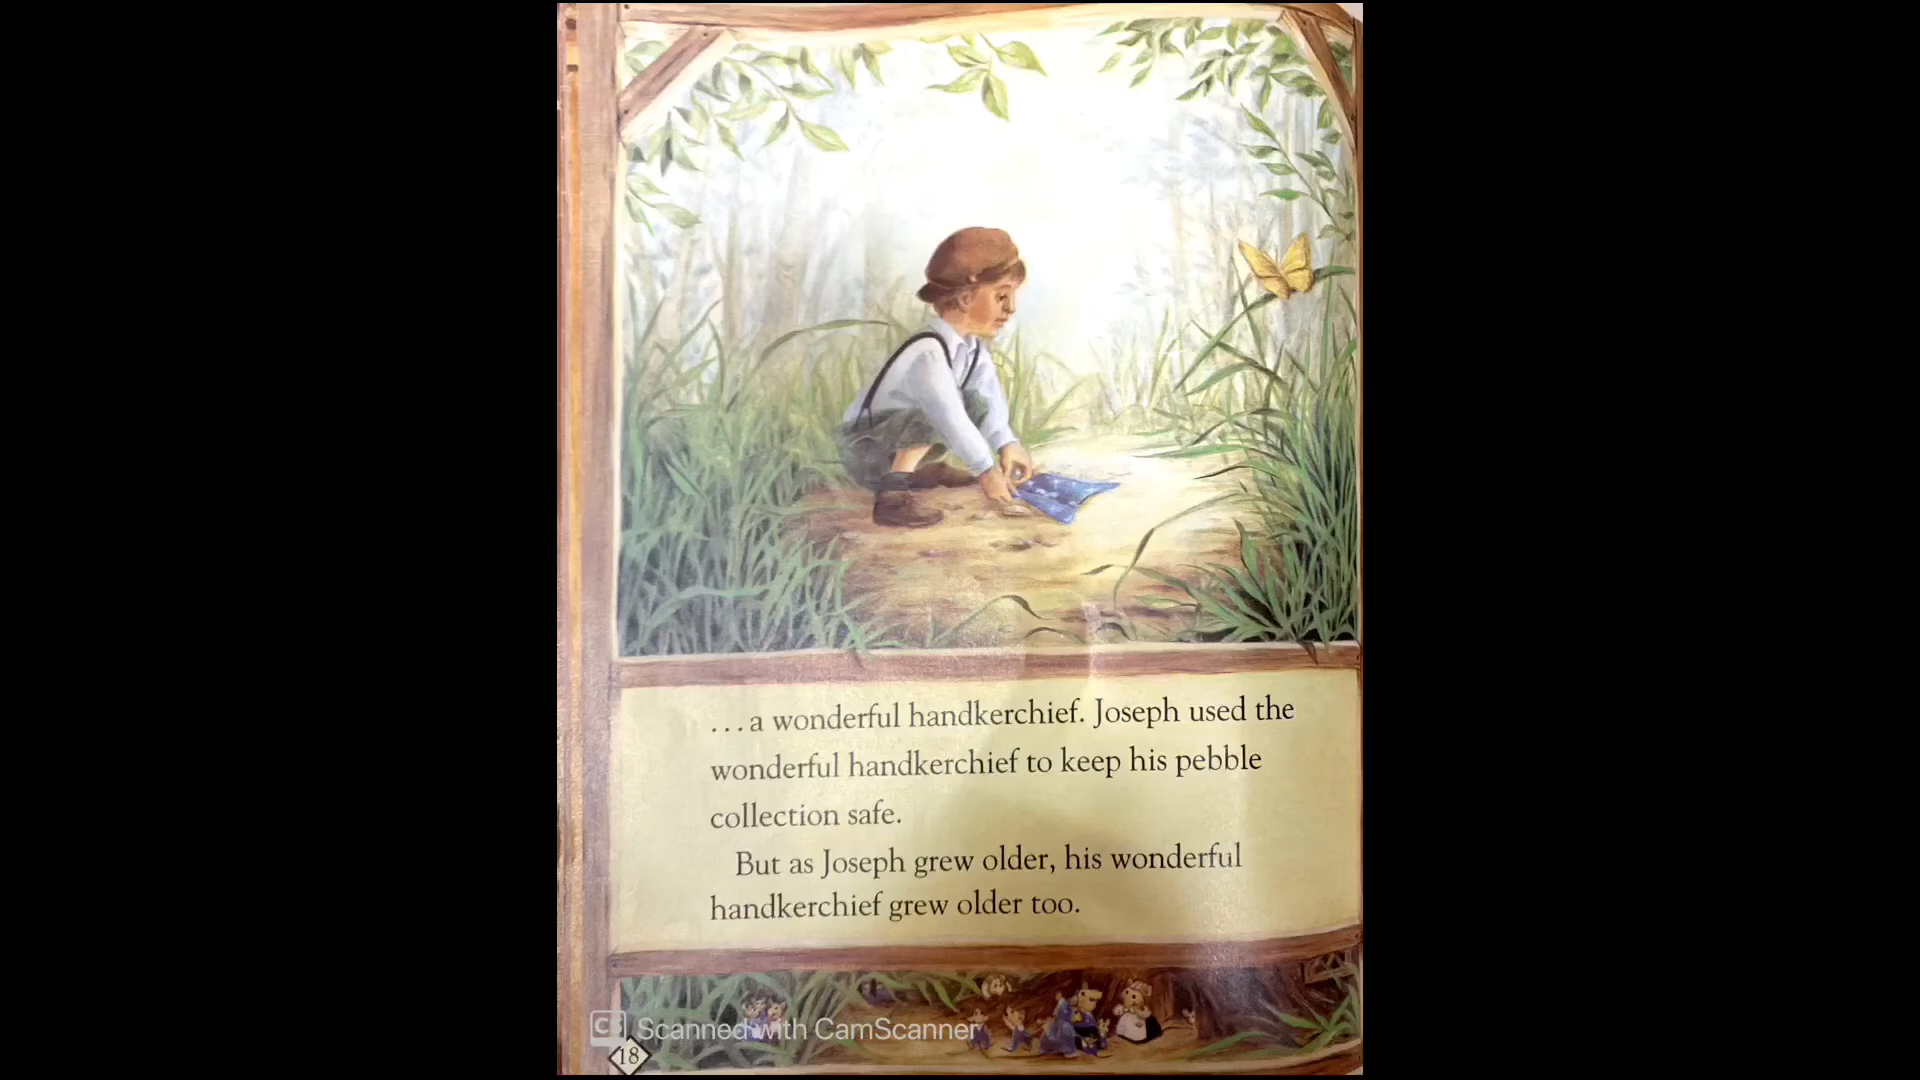 ...a wonderful handkerchief. Joseph used the
wonderful handkerchief to keep his pebble
collection safe.
But as Joseph grew older, his wonderful
handkerchief grew older too.
CS Scanned with CamScanner
18